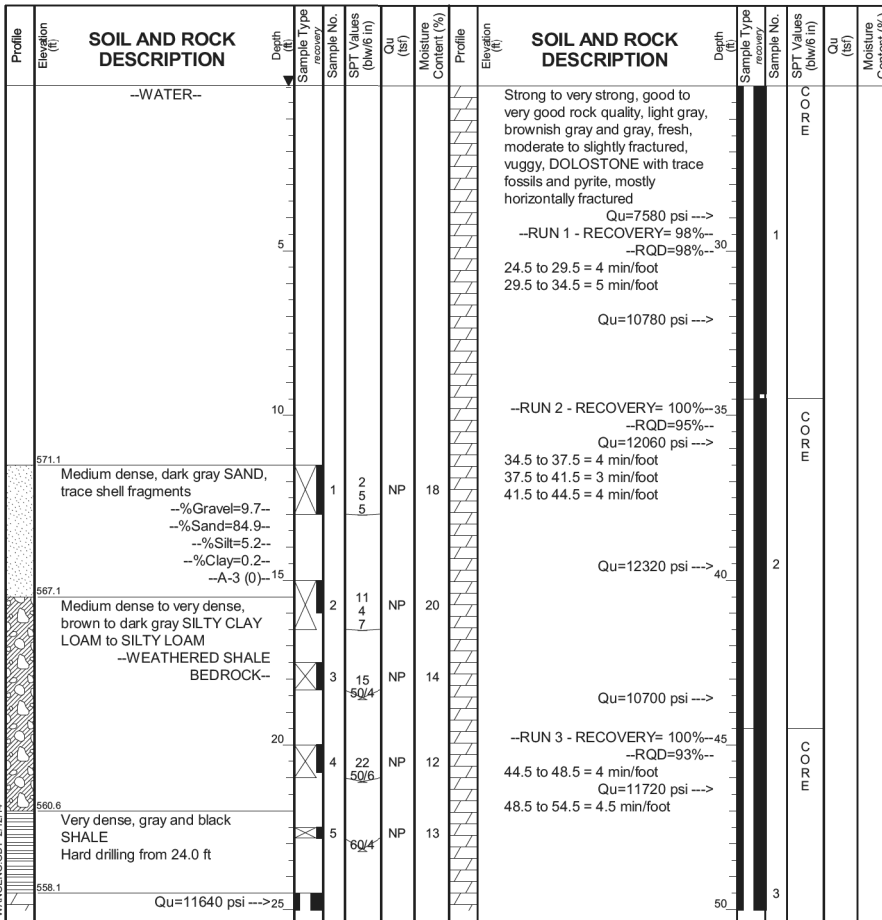 Profile
Elevation (ft)
SOIL AND ROCK
DESCRIPTION
Depth (ft)
Sample Type
recovery
Sample No.
SPT Values (blw/6 in)
Qu (tsf)
Moisture Content (%)
--WATER--
5
10
571.1
Medium dense, dark gray SAND,
trace shell fragments
--%Gravel=9.7--
--%Sand=84.9--
--%Silt=5.2--
--%Clay=0.2--
--A-3 (0)--
15
1
2
5
5
NP
18
567.1
Medium dense to very dense,
brown to dark gray SILTY CLAY
LOAM to SILTY LOAM
--WEATHERED SHALE
BEDROCK--
2
11
4
7
NP
20
3
15
50/4
NP
14
20
4
22
50/6
NP
12
560.6
Very dense, gray and black
SHALE
Hard drilling from 24.0 ft
5
60/4
NP
13
558.1
Qu=11640 psi --->
25
Profile
Elevation (ft)
SOIL AND ROCK
DESCRIPTION
Depth (ft)
Sample Type
recovery
Sample No.
SPT Values (blw/6 in)
Qu (tsf)
Moisture Content (%)
Strong to very strong, good to
very good rock quality, light gray,
brownish gray and gray, fresh,
moderate to slightly fractured,
vuggy, DOLOSTONE with trace
fossils and pyrite, mostly
horizontally fractured
Qu=7580 psi --->
--RUN 1 - RECOVERY= 98%--
--RQD=98%--
30
24.5 to 29.5 = 4 min/foot
29.5 to 34.5 = 5 min/foot
Qu=10780 psi --->
1
CORE
--RUN 2 - RECOVERY= 100%--
35
--RQD=95%--
Qu=12060 psi --->
34.5 to 37.5 = 4 min/foot
37.5 to 41.5 = 3 min/foot
41.5 to 44.5 = 4 min/foot
Qu=12320 psi --->
40
2
CORE
Qu=10700 psi --->
--RUN 3 - RECOVERY= 100%--
45
--RQD=93%--
44.5 to 48.5 = 4 min/foot
Qu=11720 psi --->
48.5 to 54.5 = 4.5 min/foot
CORE
3
50